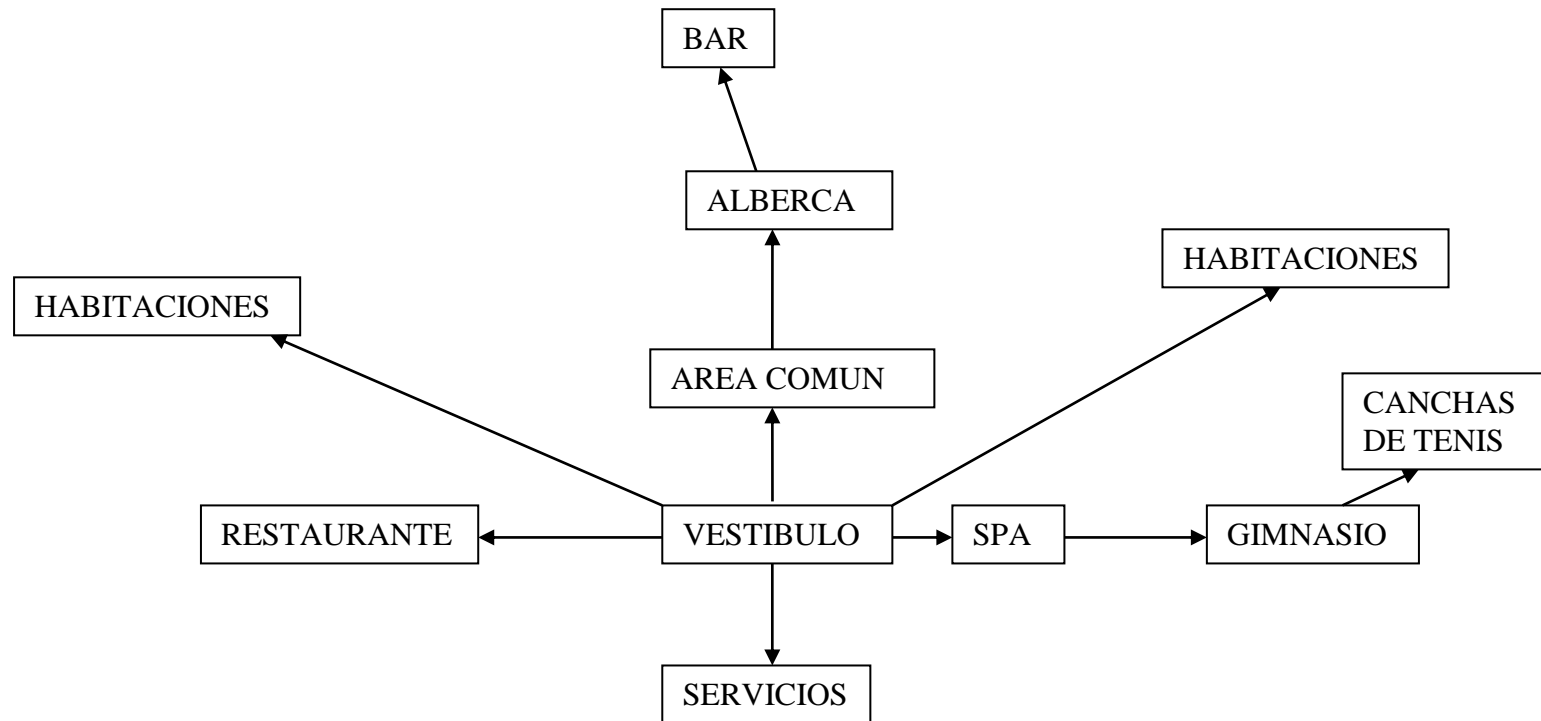 BAR
ALBERCA
HABITACIONES
HABITACIONES
AREA COMUN
CANCHAS
DE TENIS
RESTAURANTE
VESTIBULO
SPA
GIMNASIO
SERVICIOS